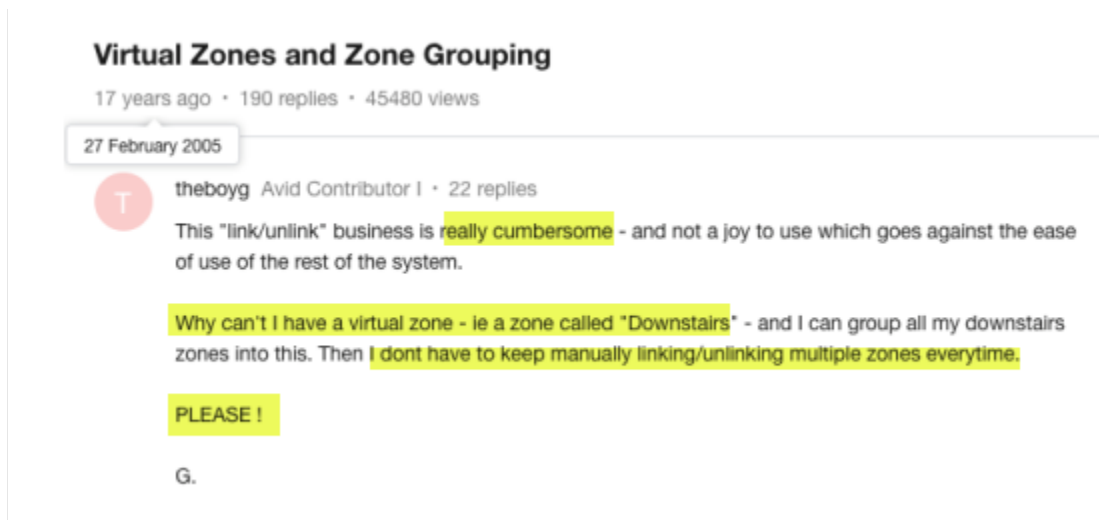 Virtual Zones and Zone Grouping
17 years ago • 190 replies • 45480 views
27 February 2005
T
theboyg Avid Contributor I • 22 replies
This "link/unlink" business is really cumbersome - and not a joy to use which goes against the ease
of use of the rest of the system.
Why can't I have a virtual zone - ie a zone called "Downstairs" - and I can group all my downstairs
zones into this. Then I dont have to keep manually linking/unlinking multiple zones everytime.
PLEASE !
G.